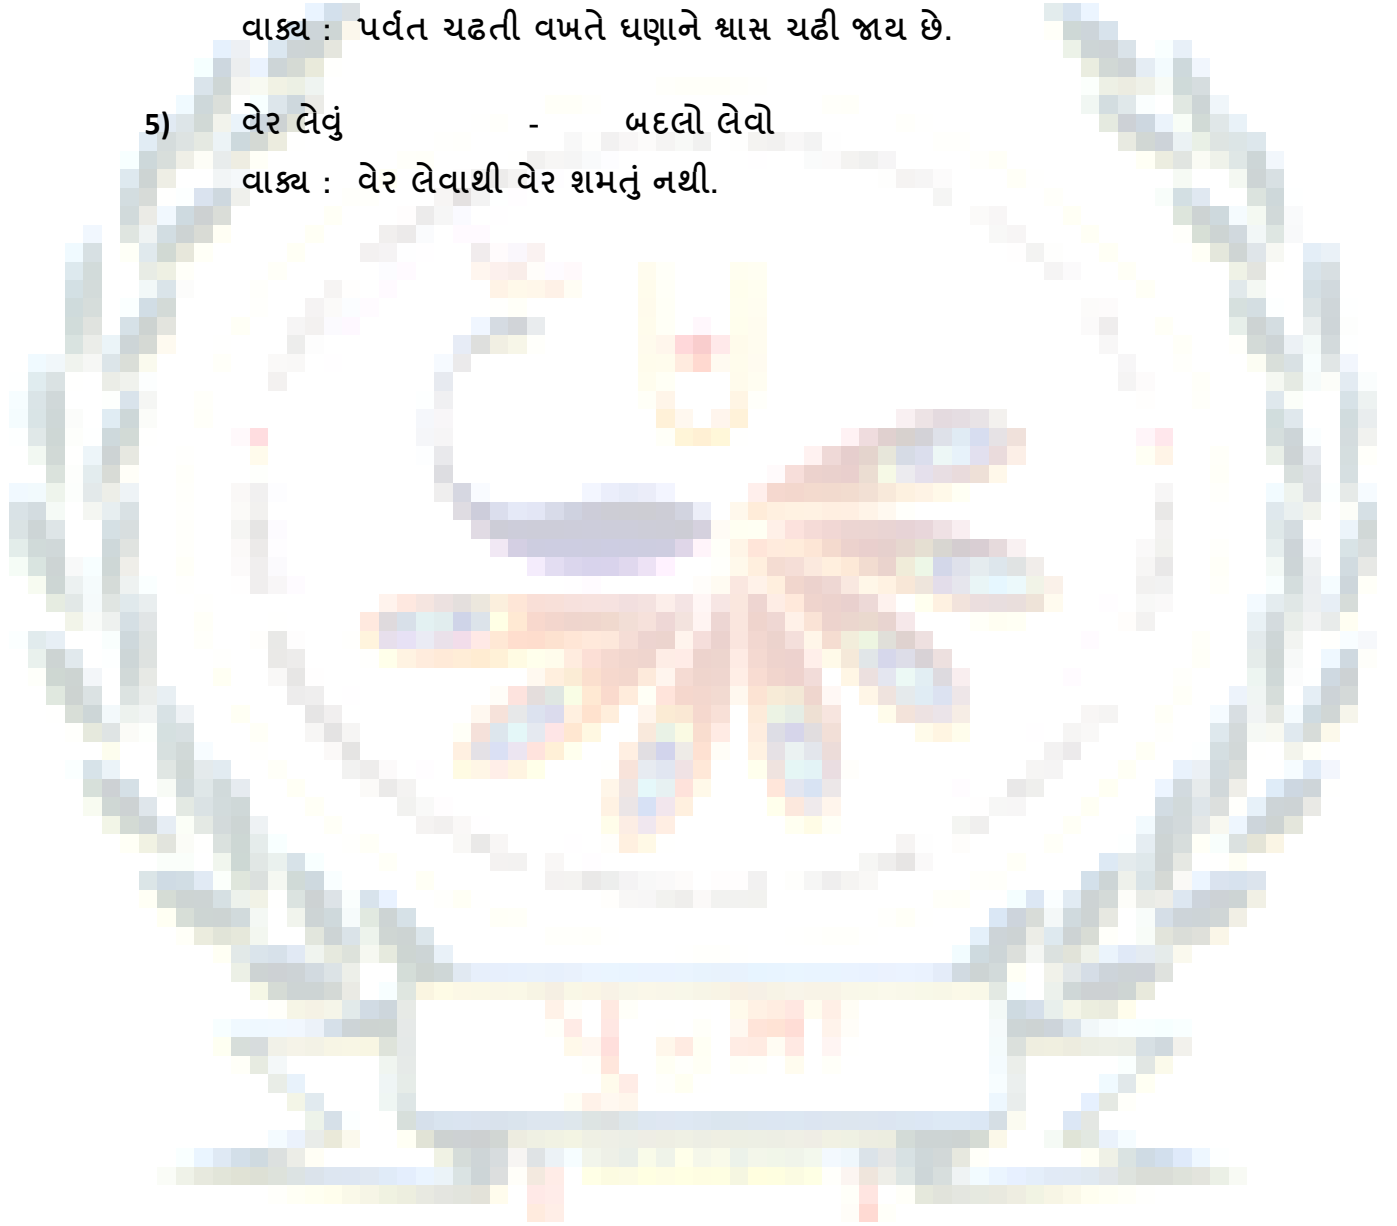 વાક્ય : પર્વત ચઢતી વખતે ઘણાને શ્વાસ ચઢી જાય છે.
5) વેર લેવું - બદલો લેવો
વાક્ય : વેર લેવાથી વેર શમતું નથી.